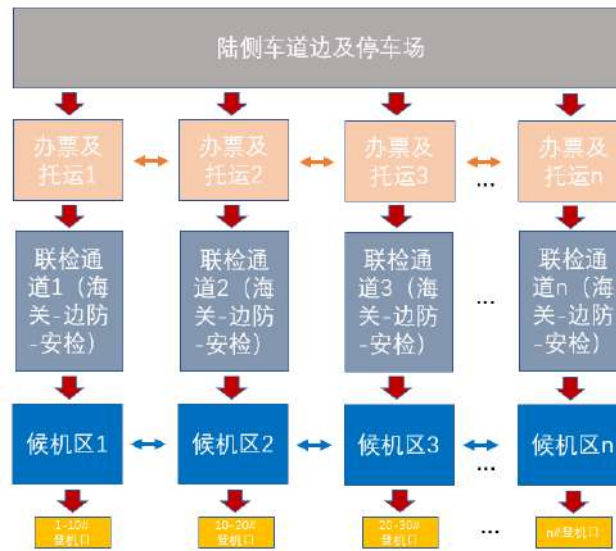 陆侧车道边及停车场
办票及
托运1
办票及
托运2
办票及
托运3
...
办票及
托运n
联检通
道1（海
关-边防
-安检）
联检通
道2（海
关-边防
-安检）
联检通
道3（海
关-边防
-安检）
...
联检通
道n（海
关-边防
-安检）
候机区1
候机区2
候机区3
...
候机区n
1-10#
登机口
10-20#
登机口
20-30#
登机口
...
n#登机口